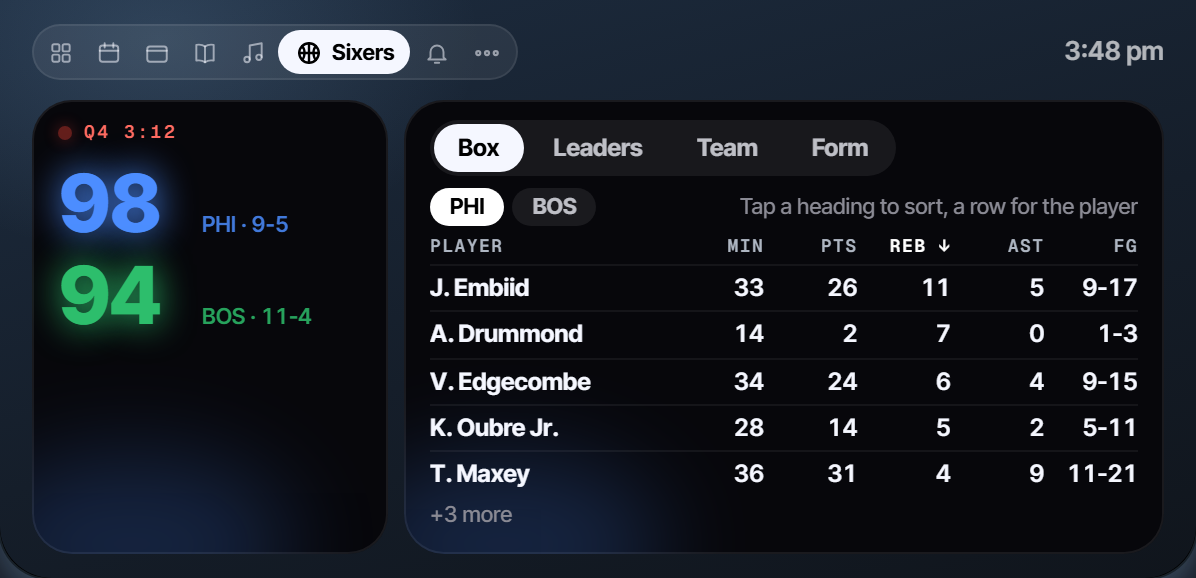 Sixers
3:48 pm
Q4 3:12
98 PHI · 9-5
94 BOS · 11-4
Box Leaders Team Form
PHI BOS Tap a heading to sort, a row for the player
PLAYER MIN PTS REB ↓ AST FG
J. Embiid 33 26 11 5 9-17
A. Drummond 14 2 7 0 1-3
V. Edgecombe 34 24 6 4 9-15
K. Oubre Jr. 28 14 5 2 5-11
T. Maxey 36 31 4 9 11-21
+3 more